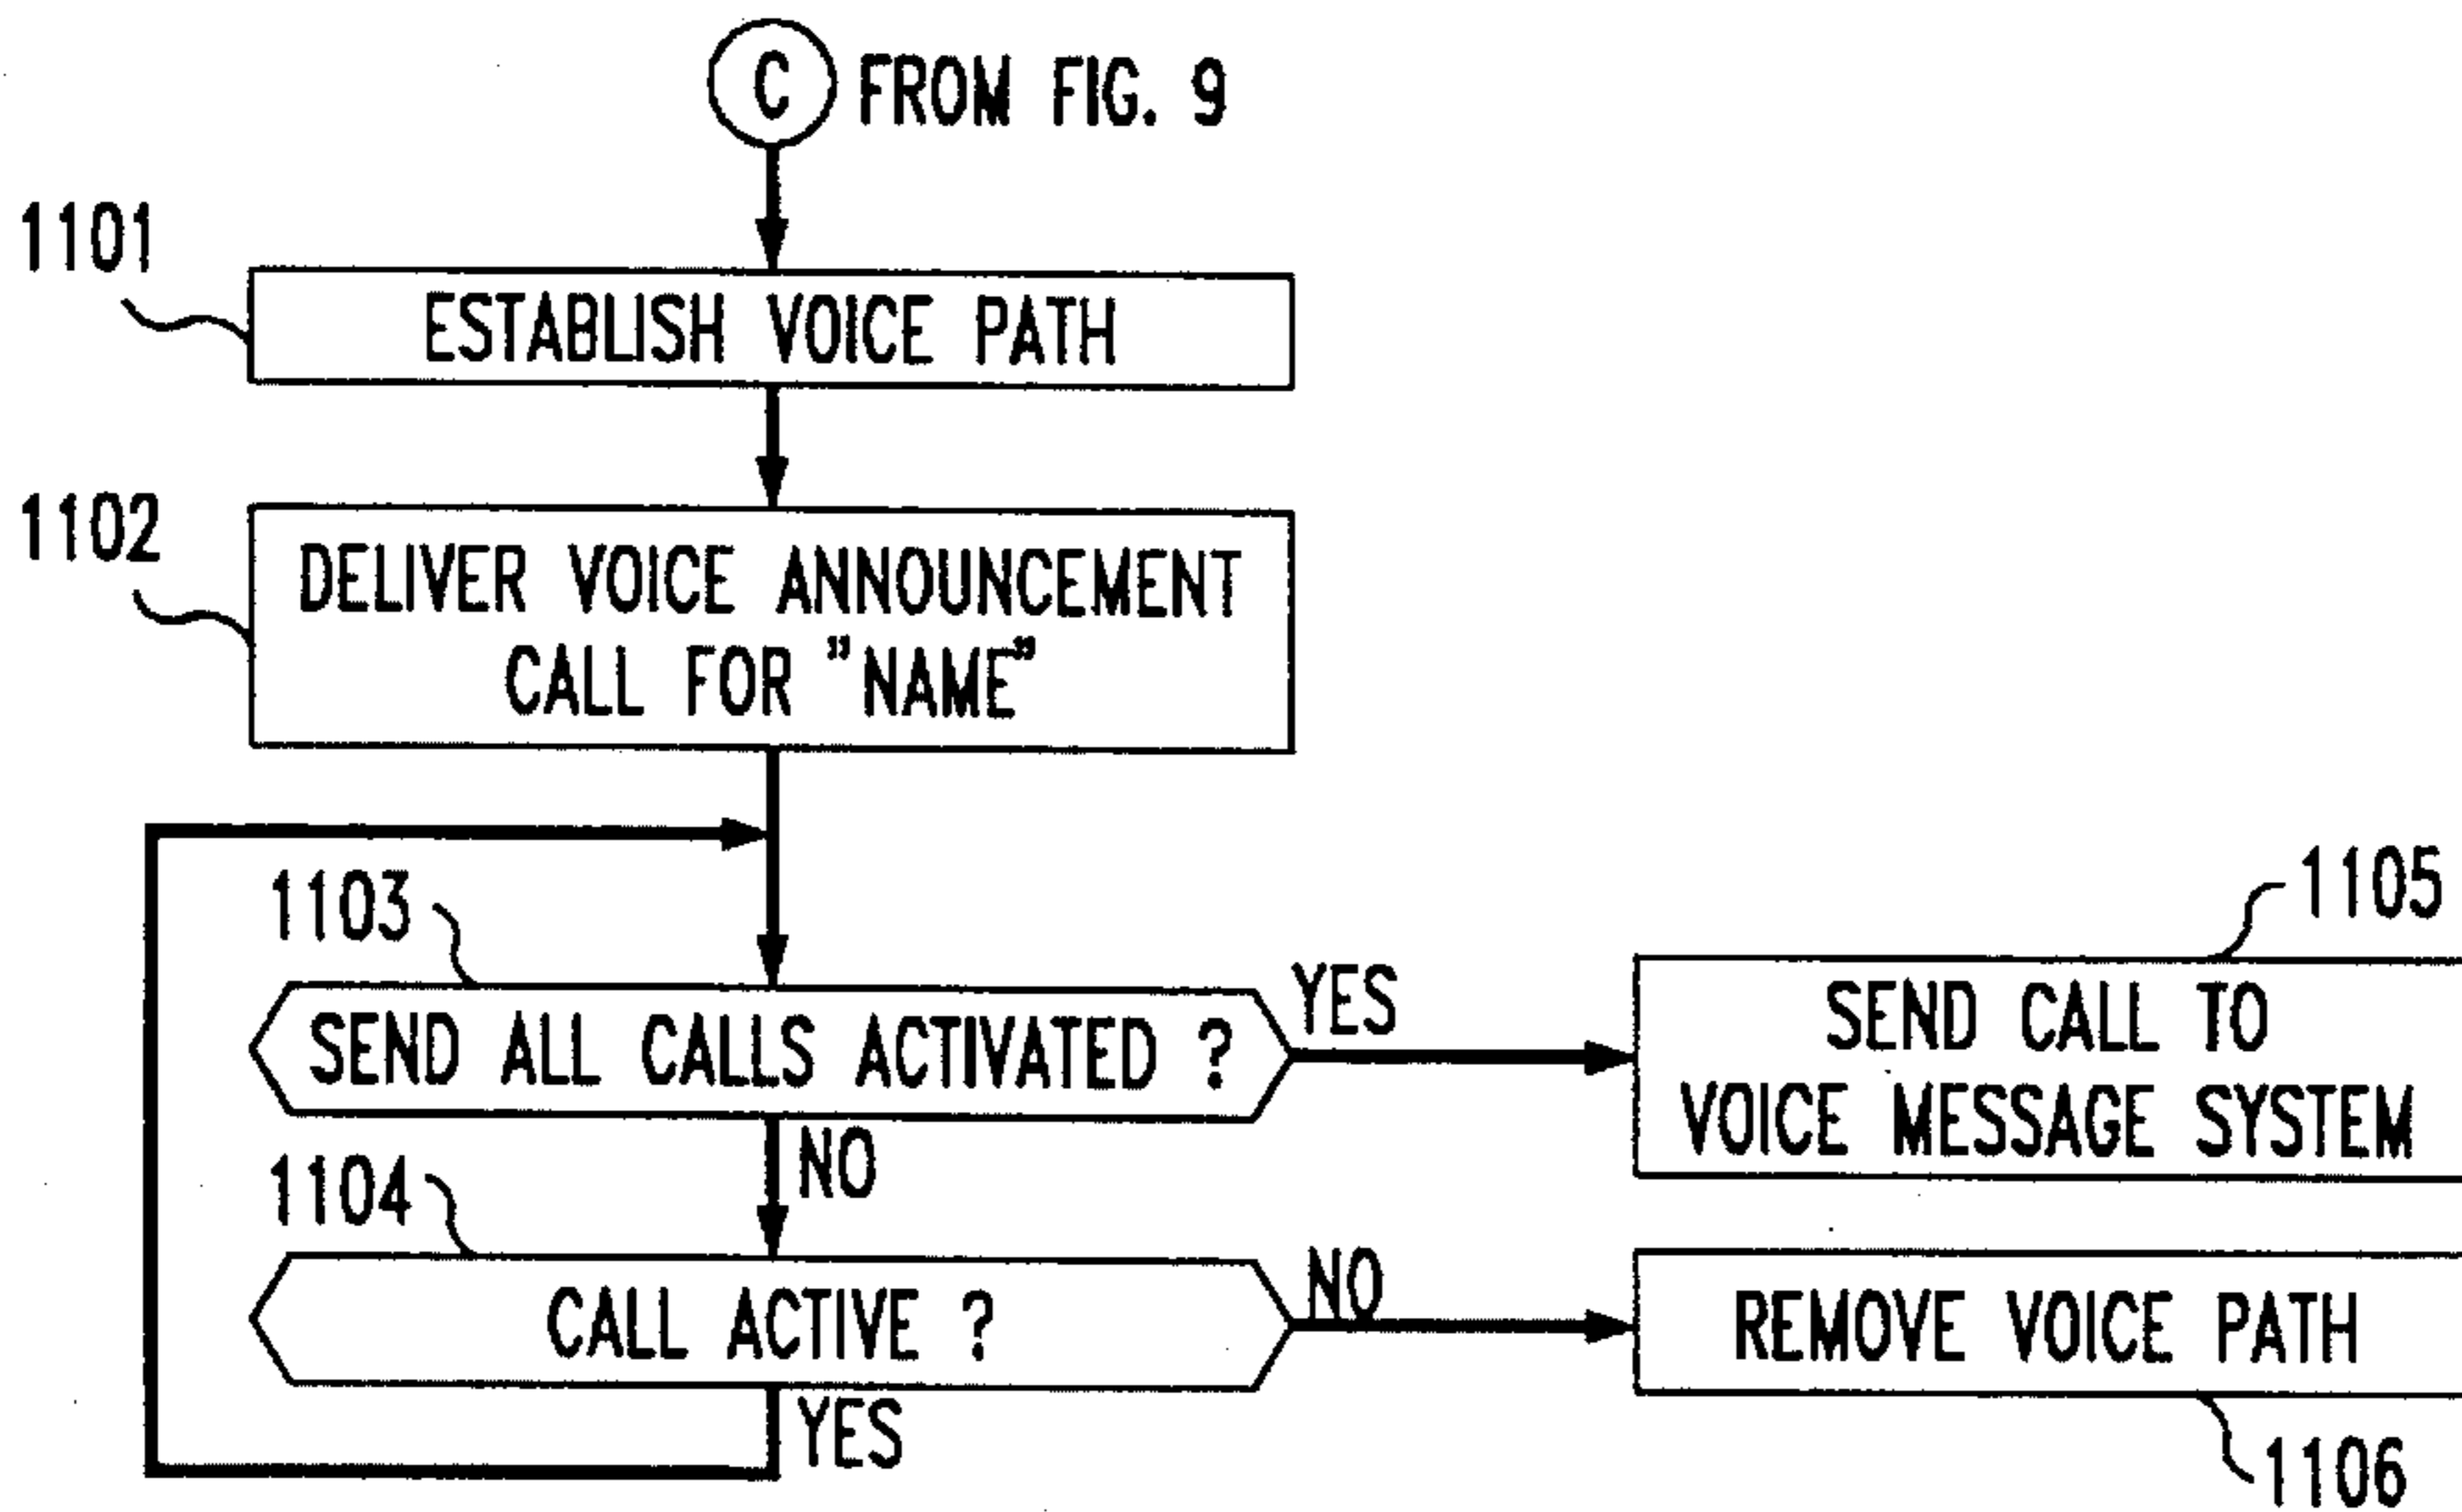 C FROM FIG. 9
1101
ESTABLISH VOICE PATH
1102
DELIVER VOICE ANNOUNCEMENT
CALL FOR "NAME"
1103
SEND ALL CALLS ACTIVATED ?
YES
1105
SEND CALL TO
VOICE MESSAGE SYSTEM
NO
1104
CALL ACTIVE ?
NO
REMOVE VOICE PATH
1106
YES